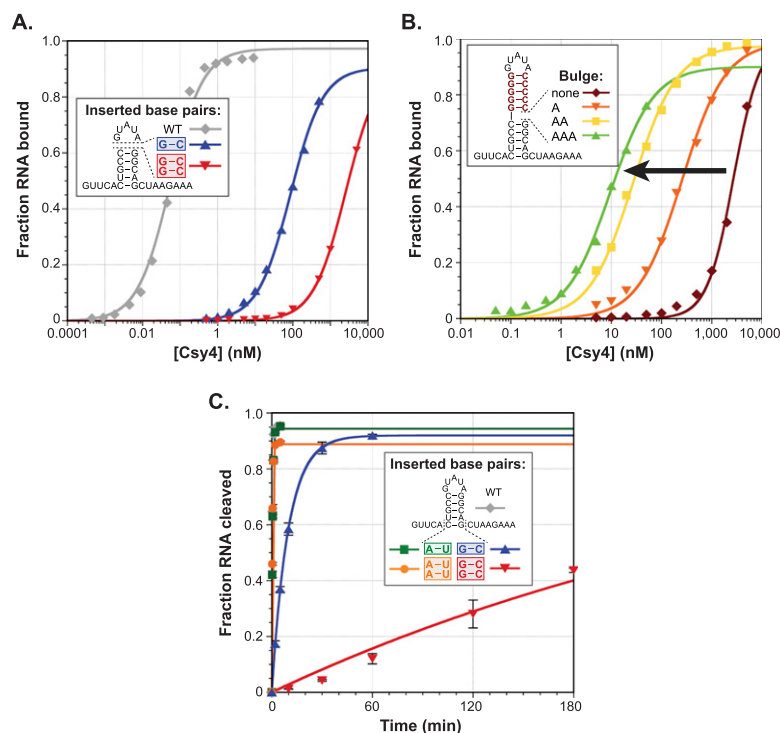 A.
Fraction RNA bound
1.0
0.8
0.6
0.4
0.2
0
0.0001 0.01 1 100 10,000
[Csy4] (nM)
Inserted base pairs:
WT
G–C
G–C
G–C
U A
G U
A
C–G
C–G
G–C
U–A
GUUCAC–GCUAAGAAA
B.
Fraction RNA bound
1.0
0.8
0.6
0.4
0.2
0
0.01 0.1 1 10 100 1,000 10,000
[Csy4] (nM)
Bulge:
none
A
AA
AAA
U A U
G A
G–C
G–C
G–C
G–C
G–C
C–G
C–G
G–C
U–A
GUUCAC–GCUAAGAAA
C.
Fraction RNA cleaved
1.0
0.8
0.6
0.4
0.2
0
0 60 120 180
Time (min)
Inserted base pairs:
WT
U A U
G A
C–G
C–G
G–C
U–A
GUUCA C–G CUAAGAAA
A–U G–C
A–U G–C
A–U G–C